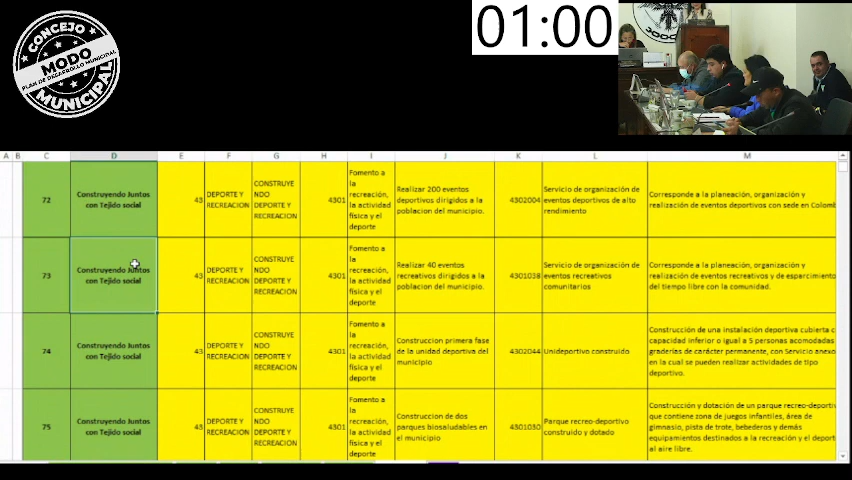 CONCEJO
MODO
PLAN DE DESARROLLO MUNICIPAL
MUNICIPAL
01:00
A B C D E F G H I J K L M
72
Construyendo Juntos
con Tejido social
43
DEPORTE Y
RECREACION
CONSTRUYE
NDO
DEPORTE Y
RECREACION
4301
Fomento a
la
recreación,
la actividad
física y el
deporte
Realizar 200 eventos
deportivos dirigidos a la
poblacion del municipio.
4302004
Servicio de organización de
eventos deportivos de alto
rendimiento
Corresponde a la planeación, organización y
realización de eventos deportivos con sede en Colomb
73
Construyendo Juntos
con Tejido social
43
DEPORTE Y
RECREACION
CONSTRUYE
NDO
DEPORTE Y
RECREACION
4301
Fomento a
la
recreación,
la actividad
física y el
deporte
Realizar 40 eventos
recreativos dirigidos a la
poblacion del municipio.
4301038
Servicio de organización de
eventos recreativos
comunitarios
Corresponde a la planeación, organización y
realización de eventos recreativos y de esparcimiento
del tiempo libre con la comunidad.
74
Construyendo Juntos
con Tejido social
43
DEPORTE Y
RECREACION
CONSTRUYE
NDO
DEPORTE Y
RECREACION
4301
Fomento a
la
recreación,
la actividad
física y el
deporte
Construccion primera fase
de la unidad deportiva del
municipio
4302044
Unideportivo construido
Construcción de una instalación deportiva cubierta c
capacidad inferior o igual a 5 personas acomodadas
graderías de carácter permanente, con Servicio anexo
en la cual se pueden realizar actividades de tipo
deportivo.
75
Construyendo Juntos
con Tejido social
43
DEPORTE Y
RECREACION
CONSTRUYE
NDO
DEPORTE Y
RECREACION
4301
Fomento a
la
recreación,
la actividad
física y el
deporte
Construccion de dos
parques biosaludables en
el municipio
4301030
Parque recreo-deportivo
construido y dotado
Construcción y dotación de un parque recreo-deportiv
que contiene zona de juegos infantiles, área de
gimnasio, pista de trote, bebederos y demás
equipamientos destinados a la recreación y el deport
al aire libre.